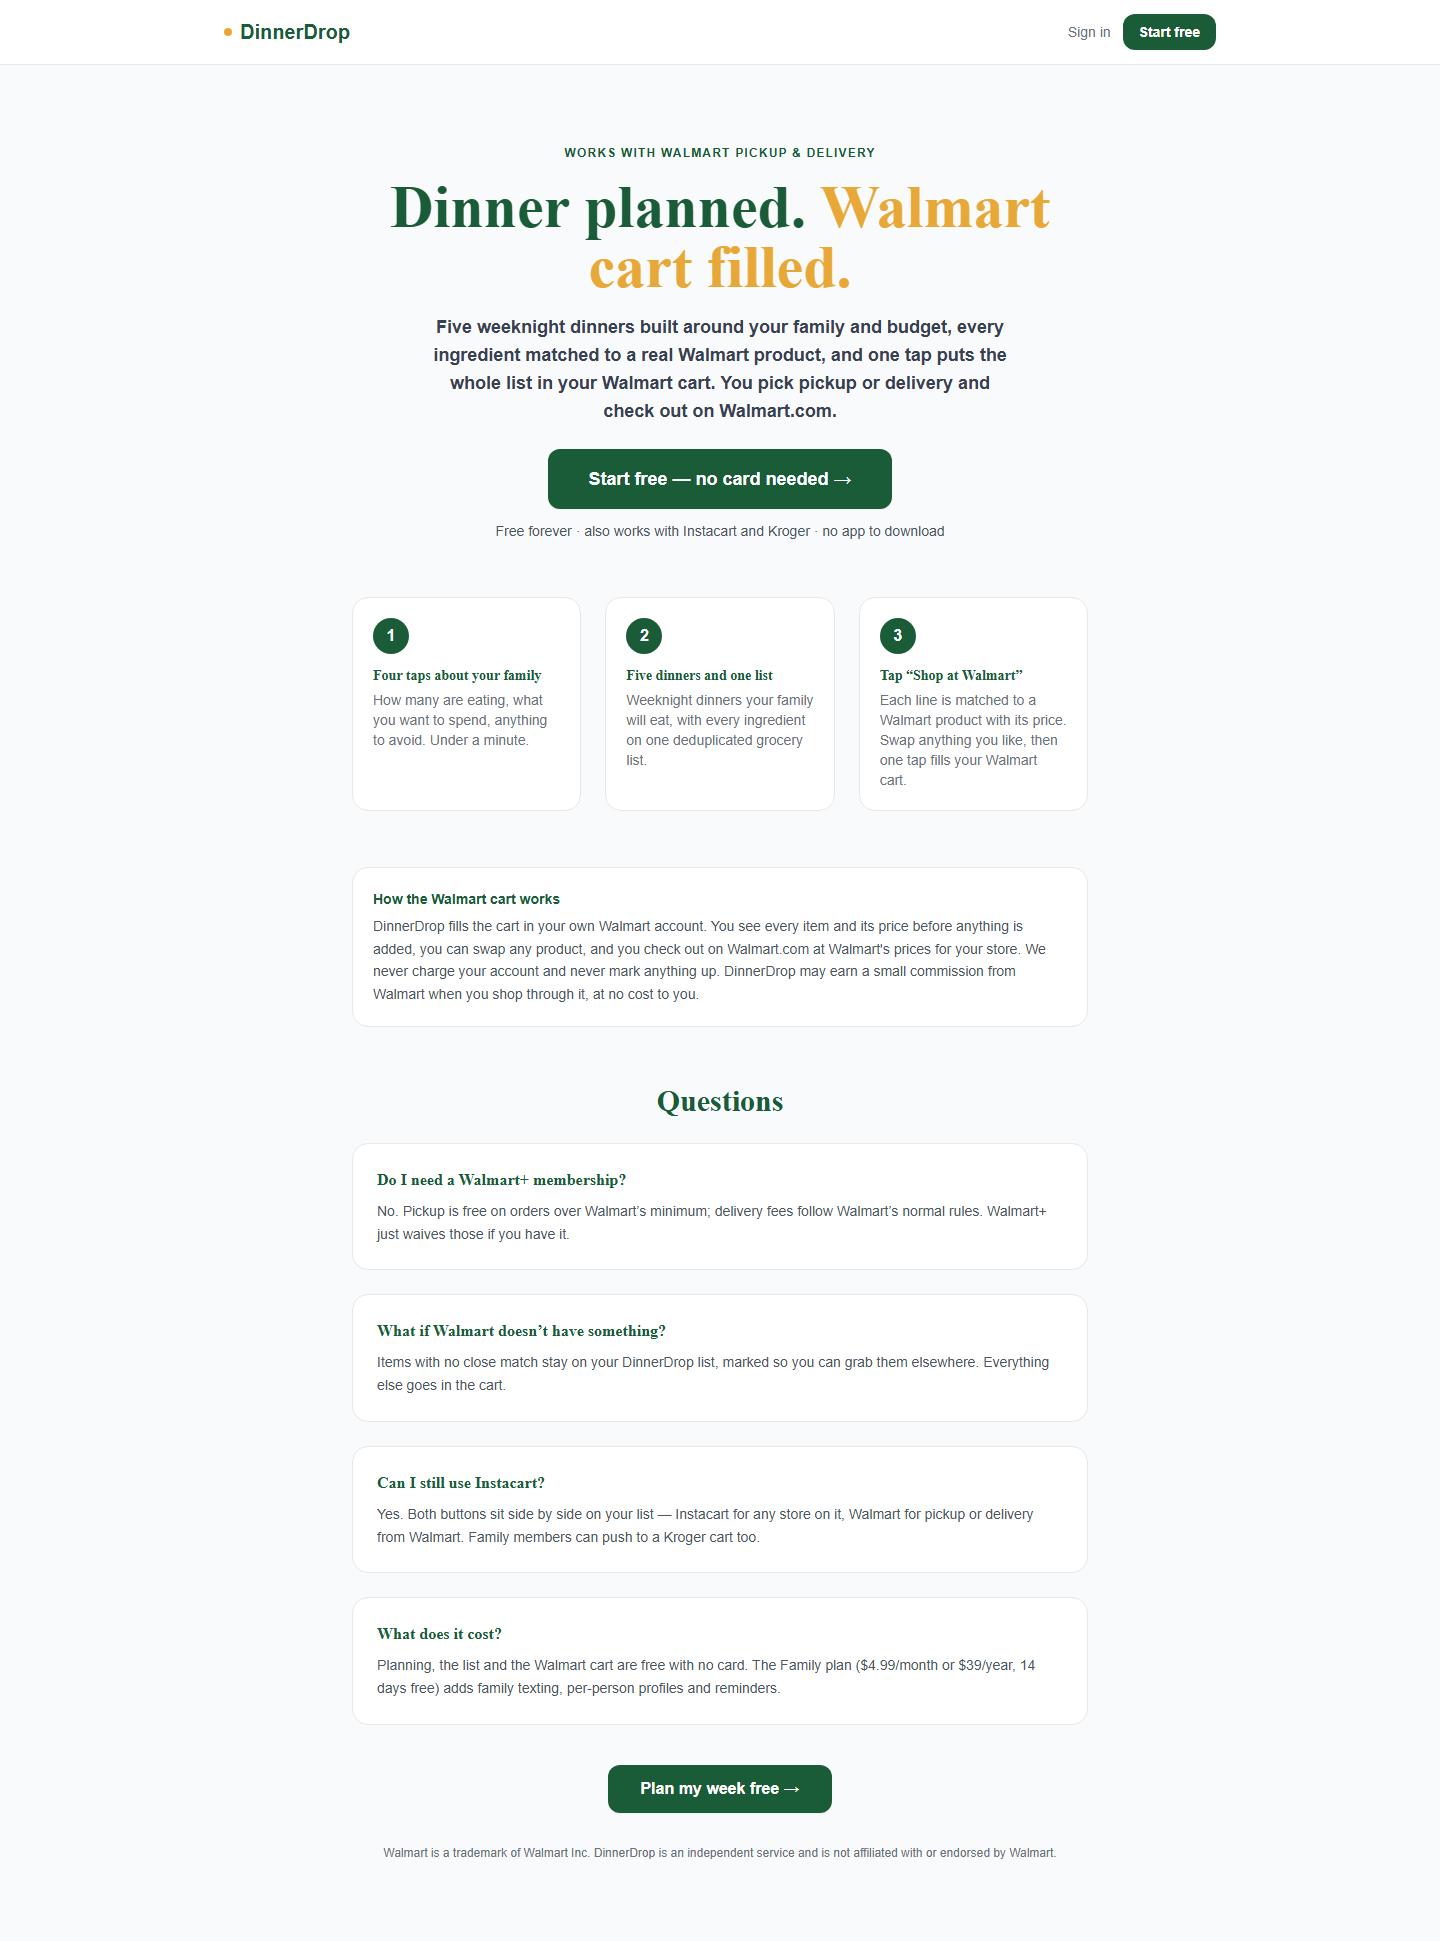 DinnerDrop
Sign in
Start free
WORKS WITH WALMART PICKUP & DELIVERY
Dinner planned. Walmart
cart filled.
Five weeknight dinners built around your family and budget, every
ingredient matched to a real Walmart product, and one tap puts the
whole list in your Walmart cart. You pick pickup or delivery and
check out on Walmart.com.
Start free — no card needed →
Free forever · also works with Instacart and Kroger · no app to download
1
Four taps about your family
How many are eating, what
you want to spend, anything
to avoid. Under a minute.
2
Five dinners and one list
Weeknight dinners your family
will eat, with every ingredient
on one deduplicated grocery
list.
3
Tap “Shop at Walmart”
Each line is matched to a
Walmart product with its price.
Swap anything you like, then
one tap fills your Walmart
cart.
How the Walmart cart works
DinnerDrop fills the cart in your own Walmart account. You see every item and its price before anything is
added, you can swap any product, and you check out on Walmart.com at Walmart's prices for your store. We
never charge your account and never mark anything up. DinnerDrop may earn a small commission from
Walmart when you shop through it, at no cost to you.
Questions
Do I need a Walmart+ membership?
No. Pickup is free on orders over Walmart’s minimum; delivery fees follow Walmart’s normal rules. Walmart+
just waives those if you have it.
What if Walmart doesn’t have something?
Items with no close match stay on your DinnerDrop list, marked so you can grab them elsewhere. Everything
else goes in the cart.
Can I still use Instacart?
Yes. Both buttons sit side by side on your list — Instacart for any store on it, Walmart for pickup or delivery
from Walmart. Family members can push to a Kroger cart too.
What does it cost?
Planning, the list and the Walmart cart are free with no card. The Family plan ($4.99/month or $39/year, 14
days free) adds family texting, per-person profiles and reminders.
Plan my week free →
Walmart is a trademark of Walmart Inc. DinnerDrop is an independent service and is not affiliated with or endorsed by Walmart.